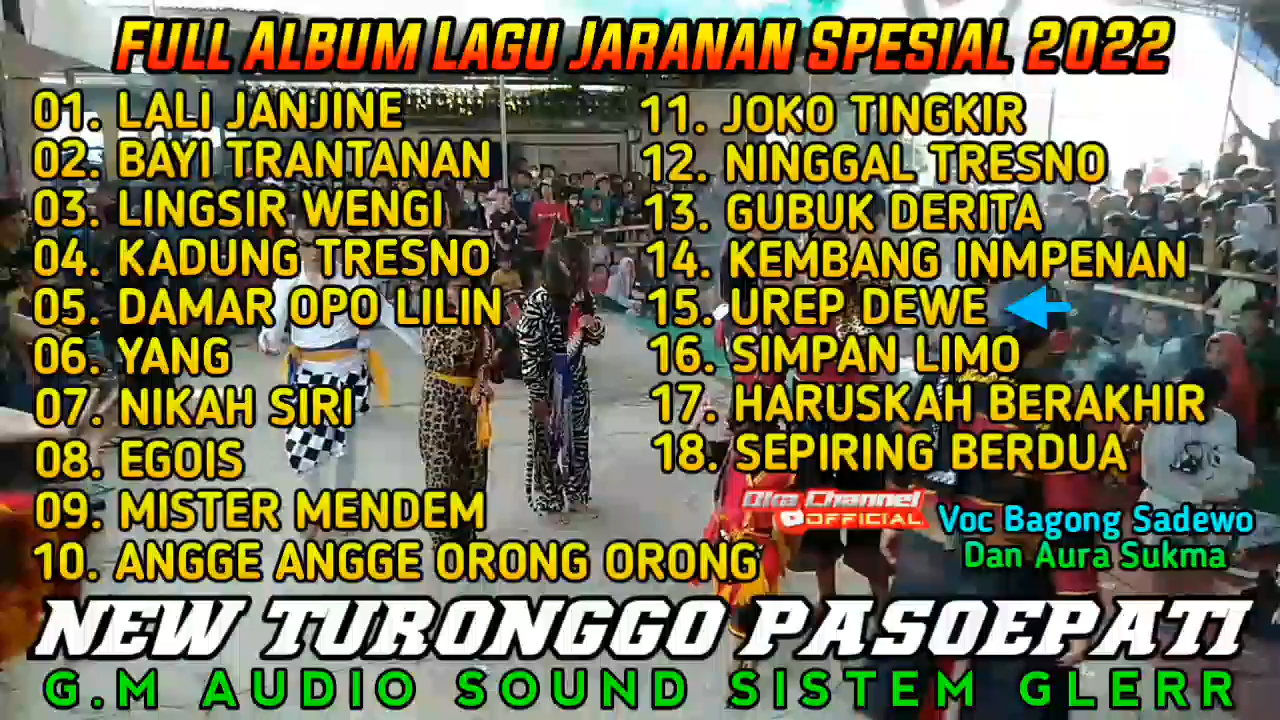 FULL ALBUM LAGU JARANAN SPESIAL 2022
01. LALI JANJINE
02. BAYI TRANTANAN
03. LINGSIR WENGI
04. KADUNG TRESNO
05. DAMAR OPO LILIN
06. YANG
07. NIKAH SIRI
08. EGOIS
09. MISTER MENDEM
10. ANGGE ANGGE ORONG ORONG
11. JOKO TINGKIR
12. NINGGAL TRESNO
13. GUBUK DERITA
14. KEMBANG INMPENAN
15. UREP DEWE
16. SIMPAN LIMO
17. HARUSKAH BERAKHIR
18. SEPIRING BERDUA
Oka Channel
OFFICIAL
Voc Bagong Sadewo
Dan Aura Sukma
NEW TURONGGO PASOEPATI
G.M AUDIO SOUND SISTEM GLERR